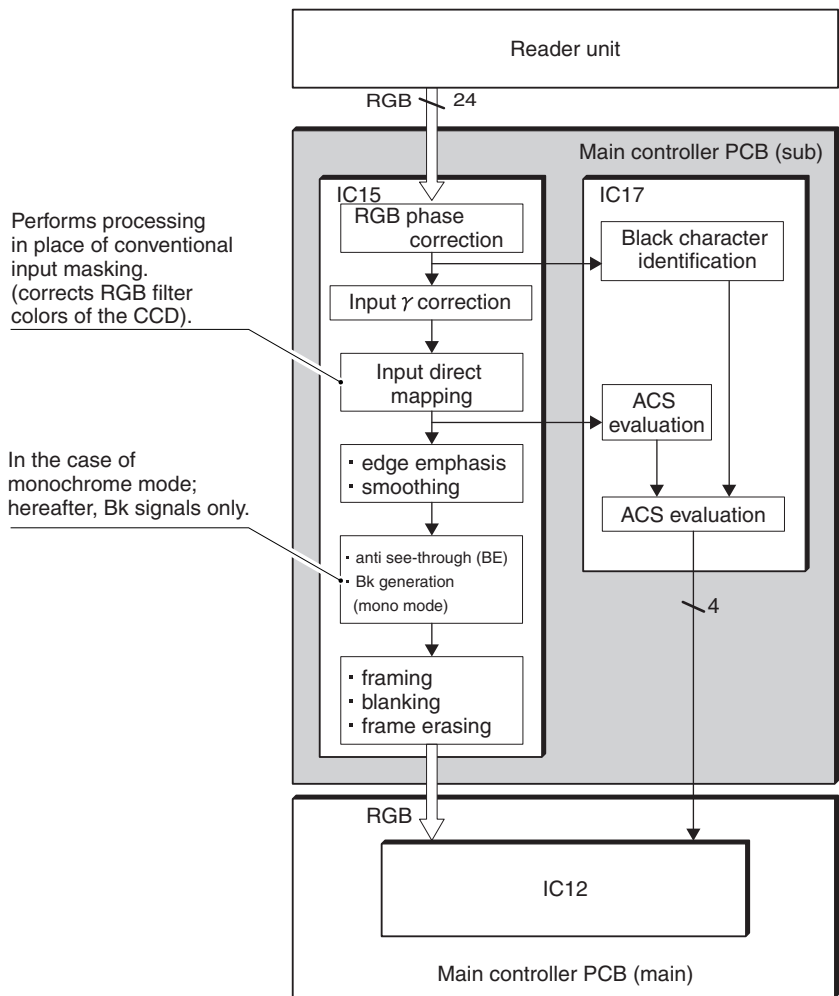 Reader unit
RGB
24
Main controller PCB (sub)
IC15
IC17
RGB phase
correction
Black character
identification
Performs processing
in place of conventional
input masking.
(corrects RGB filter
colors of the CCD).
Input γ correction
Input direct
mapping
ACS
evaluation
In the case of
monochrome mode;
hereafter, Bk signals only.
· edge emphasis
· smoothing
ACS evaluation
· anti see-through (BE)
· Bk generation
(mono mode)
4
· framing
· blanking
· frame erasing
RGB
IC12
Main controller PCB (main)